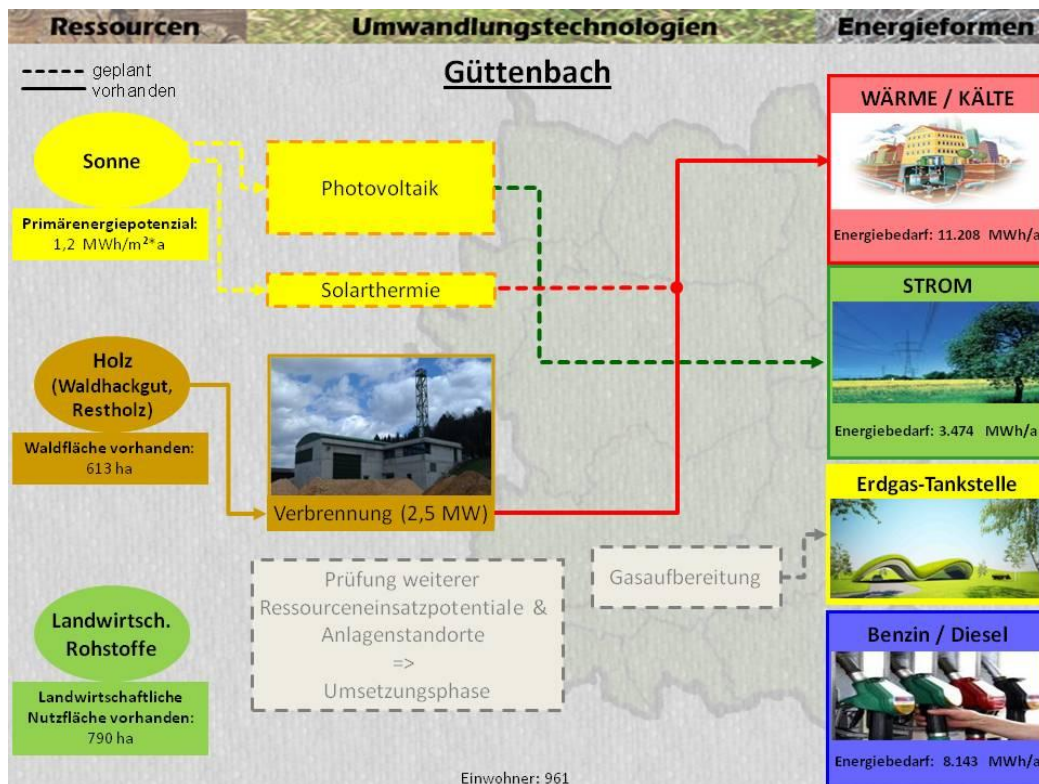 Ressourcen
Umwandlungstechnologien
Energieformen
geplant
vorhanden
Güttenbach
Sonne
Primärenergiepotenzial:
1,2 MWh/m²*a
Photovoltaik
Solarthermie
Holz
(Waldhackgut,
Restholz)
Waldfläche vorhanden:
613 ha
Verbrennung (2,5 MW)
Landwirtsch.
Rohstoffe
Landwirtschaftliche
Nutzfläche vorhanden:
790 ha
Prüfung weiterer
Ressourceneinsatzpotentiale &
Anlagenstandorte
=>
Umsetzungsphase
Gasaufbereitung
WÄRME / KÄLTE
Energiebedarf: 11.208 MWh/a
STROM
Energiebedarf: 3.474 MWh/a
Erdgas-Tankstelle
Benzin / Diesel
Energiebedarf: 8.143 MWh/a
Einwohner: 961